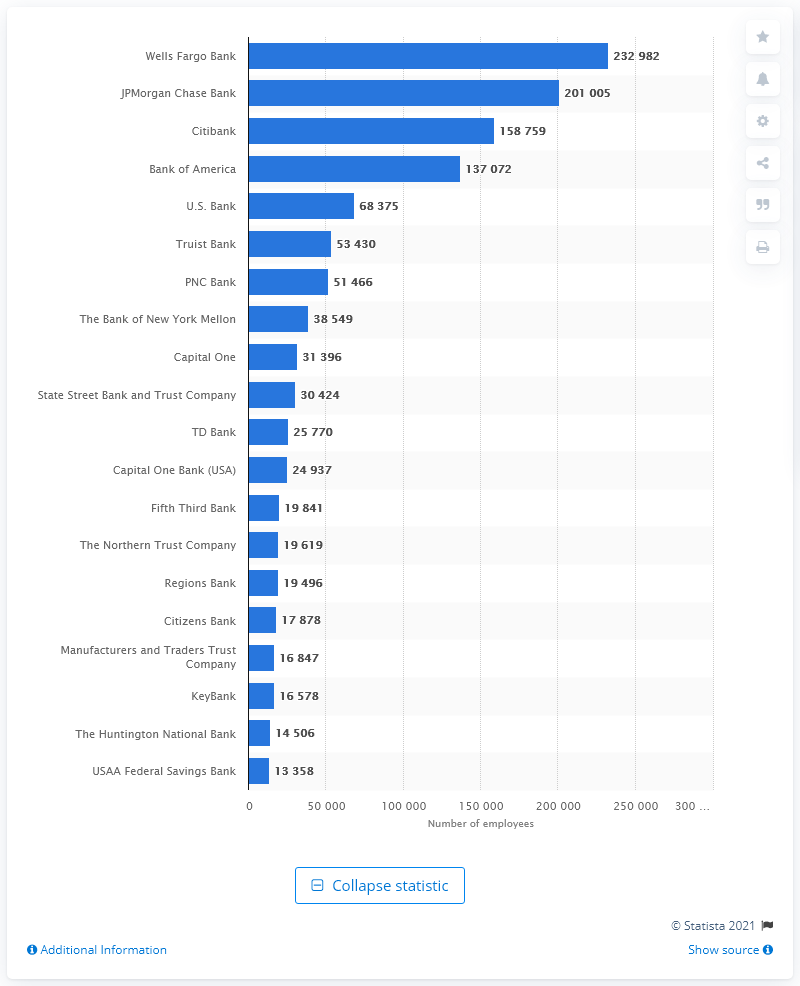 Wells Fargo Bank 232 982
JPMorgan Chase Bank 201 005
Citibank 158 759
Bank of America 137 072
U.S. Bank 68 375
Truist Bank 53 430
PNC Bank 51 466
The Bank of New York Mellon 38 549
Capital One 31 396
State Street Bank and Trust Company 30 424
TD Bank 25 770
Capital One Bank (USA) 24 937
Fifth Third Bank 19 841
The Northern Trust Company 19 619
Regions Bank 19 496
Citizens Bank 17 878
Manufacturers and Traders Trust
Company 16 847
KeyBank 16 578
The Huntington National Bank 14 506
USAA Federal Savings Bank 13 358
0 50 000 100 000 150 000 200 000 250 000 300 ...
Number of employees
Collapse statistic
© Statista 2021
Additional Information Show source